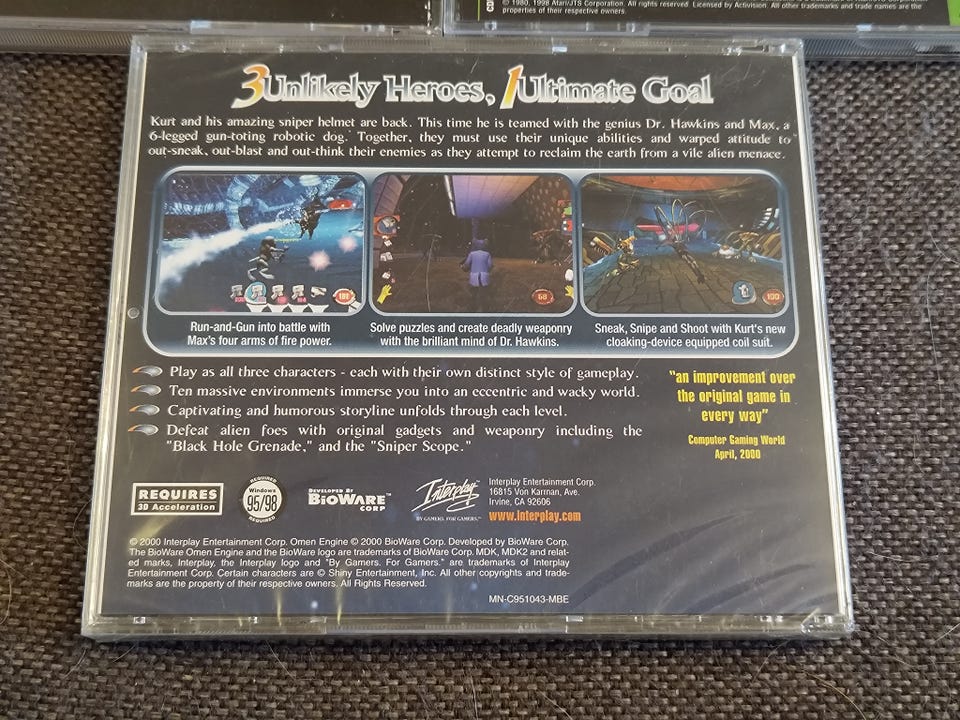 CD
© 1980, 1998 Atari/JTS Corporation. All rights reserved. Licensed by Activision. All other trademarks and trade names are the
properties of their respective owners.
3 Unlikely Heroes, 1 Ultimate Goal
Kurt and his amazing sniper helmet are back. This time he is teamed with the genius Dr. Hawkins and Max, a
6-legged gun-toting robotic dog. Together, they must use their unique abilities and warped attitude to
out-sneak, out-blast and out-think their enemies as they attempt to reclaim the earth from a vile alien menace.
68
100
Run-and-Gun into battle with
Max's four arms of fire power.
Solve puzzles and create deadly weaponry
with the brilliant mind of Dr. Hawkins.
Sneak, Snipe and Shoot with Kurt's new
cloaking-device equipped coil suit.
Play as all three characters - each with their own distinct style of gameplay.
Ten massive environments immerse you into an eccentric and wacky world.
Captivating and humorous storyline unfolds through each level.
Defeat alien foes with original gadgets and weaponry including the
"Black Hole Grenade," and the "Sniper Scope."
"an improvement over
the original game in
every way"
Computer Gaming World
April, 2000
REQUIRES
3D Acceleration
REQUIRED
Windows
95/98
REQUIRED
DEVELOPED BY
BIOWARE™
CORP
Interplay™
BY GAMERS. FOR GAMERS.™
Interplay Entertainment Corp.
16815 Von Karman, Ave.
Irvine, CA 92606
www.interplay.com
© 2000 Interplay Entertainment Corp. Omen Engine © 2000 BioWare Corp. Developed by BioWare Corp.
The BioWare Omen Engine and the BioWare logo are trademarks of BioWare Corp. MDK, MDK2 and relat-
ed marks, Interplay, the Interplay logo and "By Gamers. For Gamers." are trademarks of Interplay
Entertainment Corp. Certain characters are © Shiny Entertainment, Inc. All other copyrights and trade-
marks are the property of their respective owners. All Rights Reserved.
MN-C951043-MBE